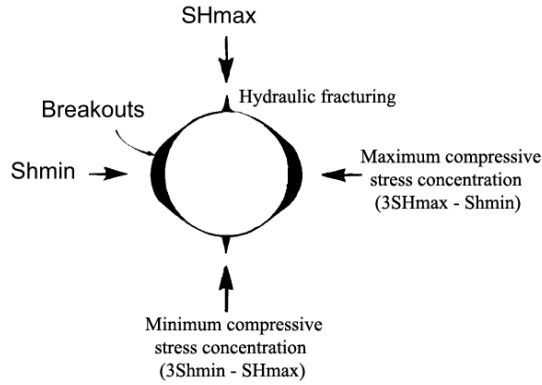 SHmax
Hydraulic fracturing
Breakouts
Shmin
Maximum compressive
stress concentration
(3SHmax - Shmin)
Minimum compressive
stress concentration
(3Shmin - SHmax)